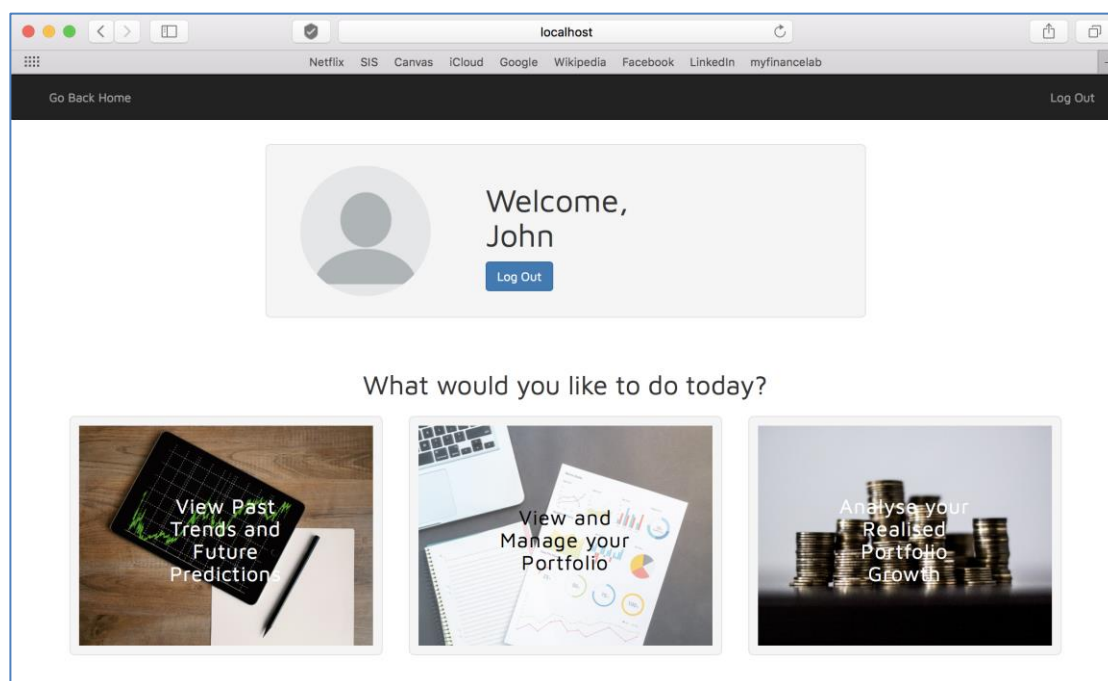 localhost
Netflix SIS Canvas iCloud Google Wikipedia Facebook LinkedIn myfinancelab
Go Back Home
Log Out
Welcome,
John
Log Out
What would you like to do today?
View Past
Trends and
Future
Predictions
View and
Manage your
Portfolio
Analyse your
Realised
Portfolio
Growth